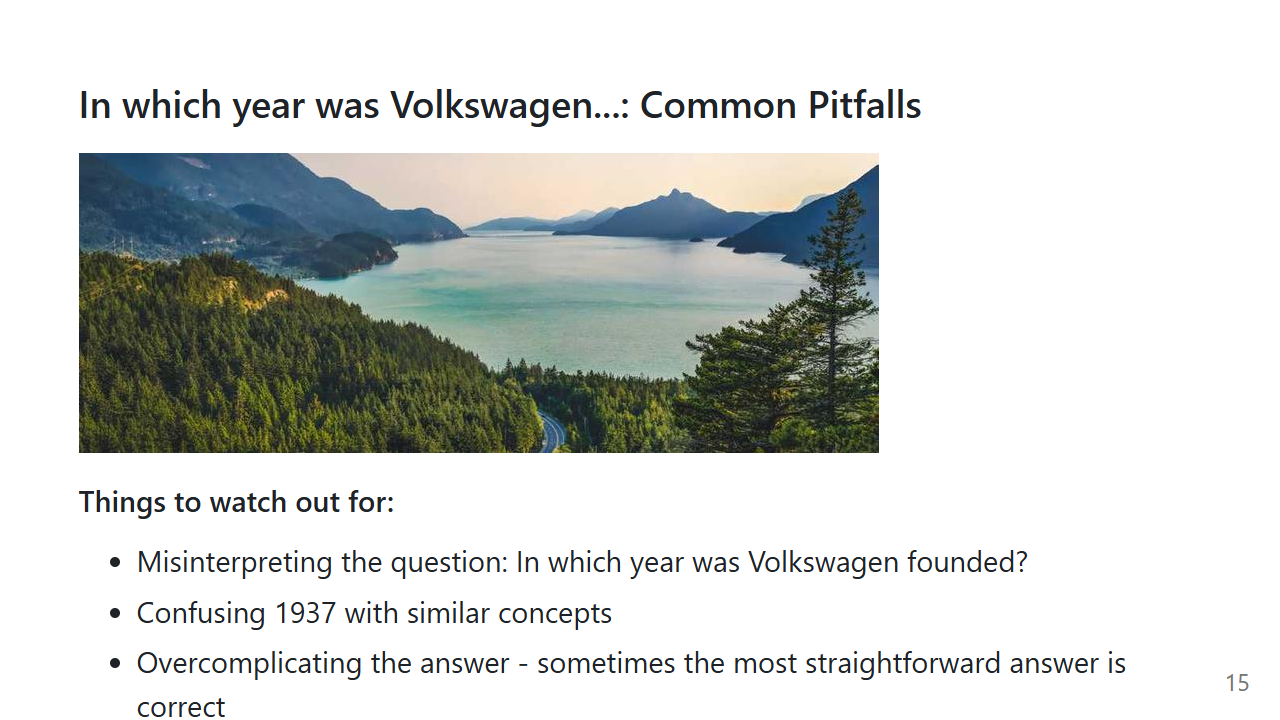 In which year was Volkswagen...: Common Pitfalls
Things to watch out for:
• Misinterpreting the question: In which year was Volkswagen founded?
• Confusing 1937 with similar concepts
• Overcomplicating the answer - sometimes the most straightforward answer is
correct
15